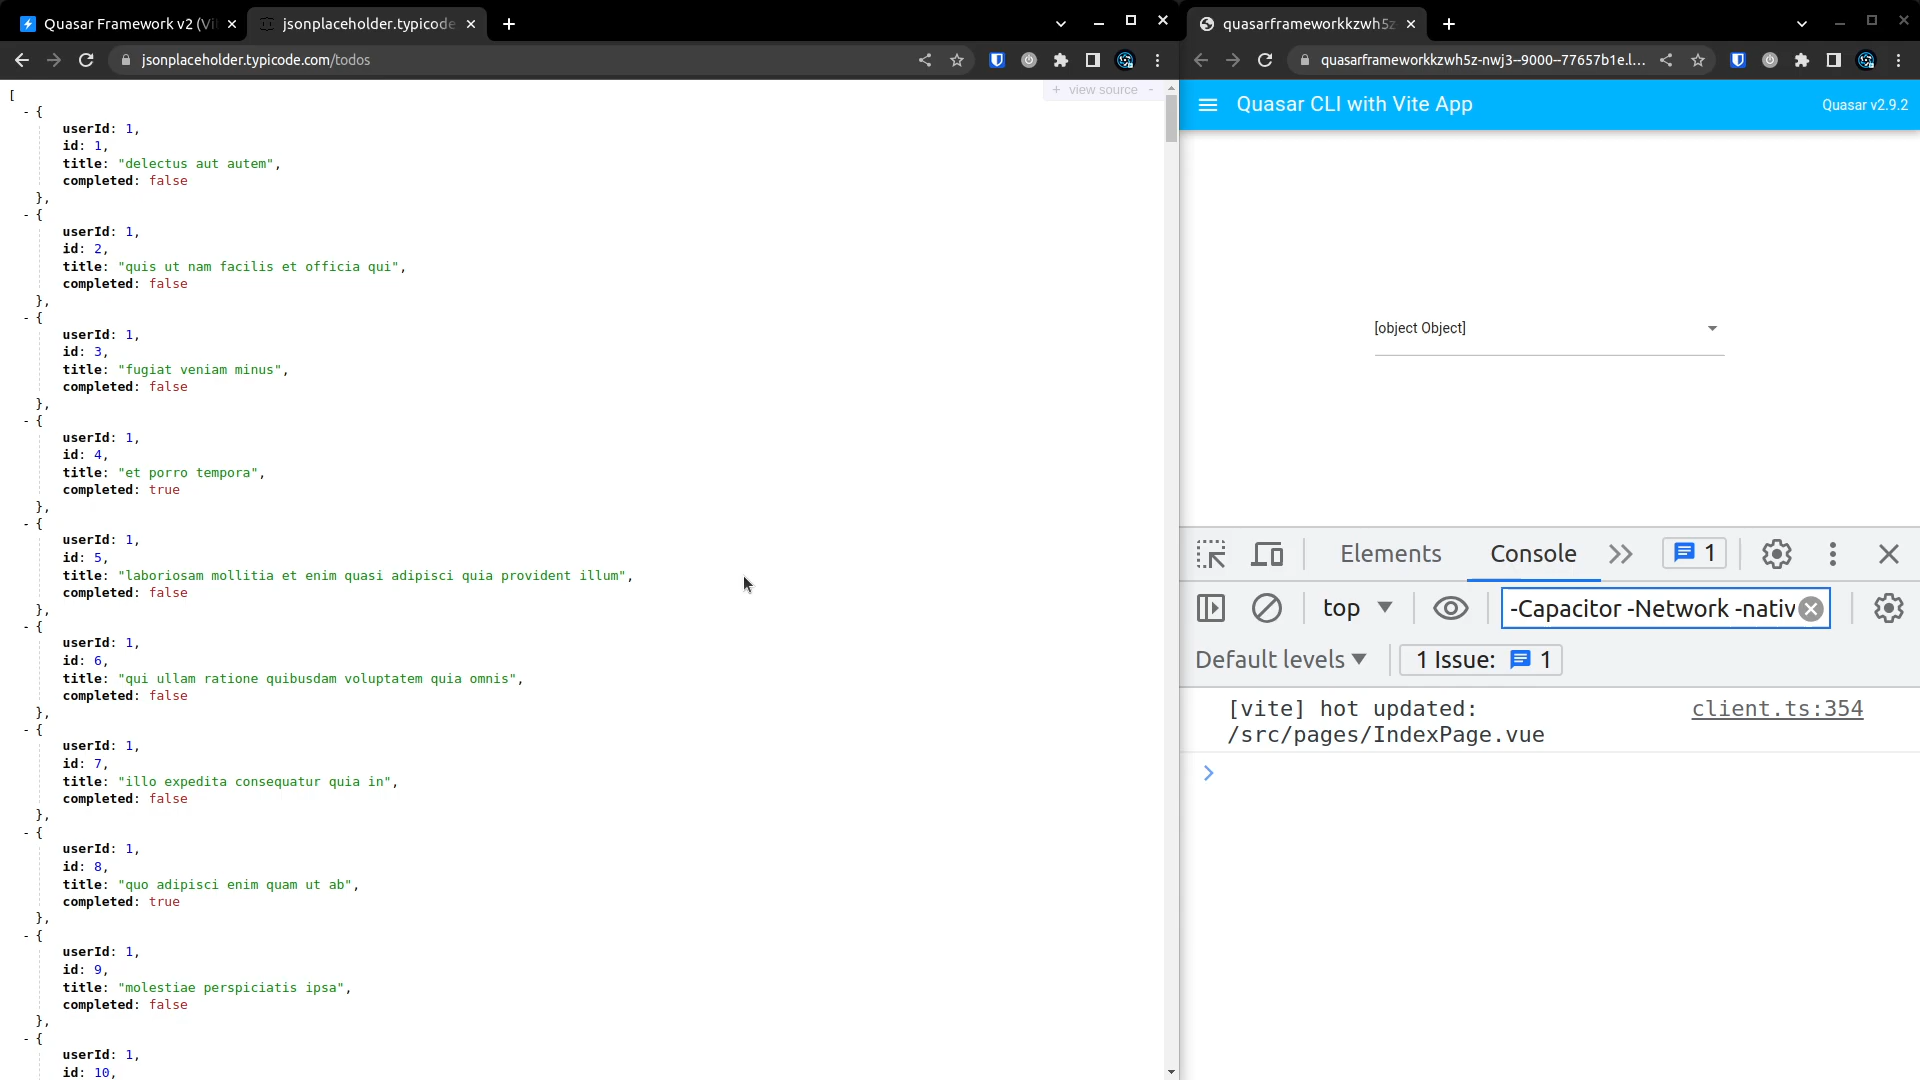 Quasar Framework v2 (Vi
jsonplaceholder.typicode
jsonplaceholder.typicode.com/todos
+ view source -
[
- {
userId: 1,
id: 1,
title: "delectus aut autem",
completed: false
},
- {
userId: 1,
id: 2,
title: "quis ut nam facilis et officia qui",
completed: false
},
- {
userId: 1,
id: 3,
title: "fugiat veniam minus",
completed: false
},
- {
userId: 1,
id: 4,
title: "et porro tempora",
completed: true
},
- {
userId: 1,
id: 5,
title: "laboriosam mollitia et enim quasi adipisci quia provident illum",
completed: false
},
- {
userId: 1,
id: 6,
title: "qui ullam ratione quibusdam voluptatem quia omnis",
completed: false
},
- {
userId: 1,
id: 7,
title: "illo expedita consequatur quia in",
completed: false
},
- {
userId: 1,
id: 8,
title: "quo adipisci enim quam ut ab",
completed: true
},
- {
userId: 1,
id: 9,
title: "molestiae perspiciatis ipsa",
completed: false
},
- {
userId: 1,
id: 10,
quasarframeworkkzwh5z
quasarframeworkkzwh5z-nwj3--9000--77657b1e.l...
Quasar CLI with Vite App
Quasar v2.9.2
[object Object]
Elements
Console
1
top
-Capacitor -Network -nativ
Default levels
1 Issue: 1
[vite] hot updated: client.ts:354
/src/pages/IndexPage.vue